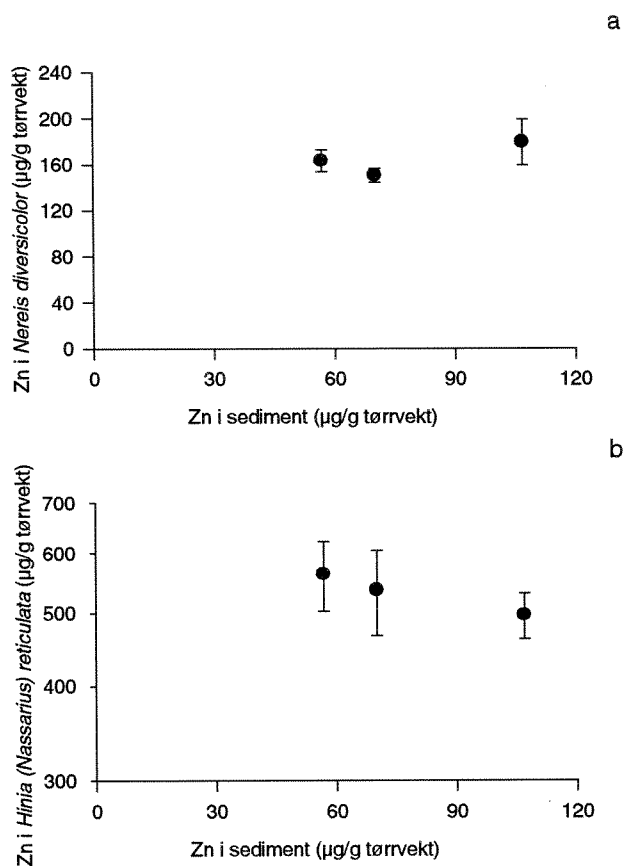 a
Zn i Nereis diversicolor (µg/g tørrvekt)
240
200
160
120
80
40
0
0 30 60 90 120
Zn i sediment (µg/g tørrvekt)
b
Zn i Hinia (Nassarius) reticulata (µg/g tørrvekt)
700
600
500
400
300
0 30 60 90 120
Zn i sediment (µg/g tørrvekt)